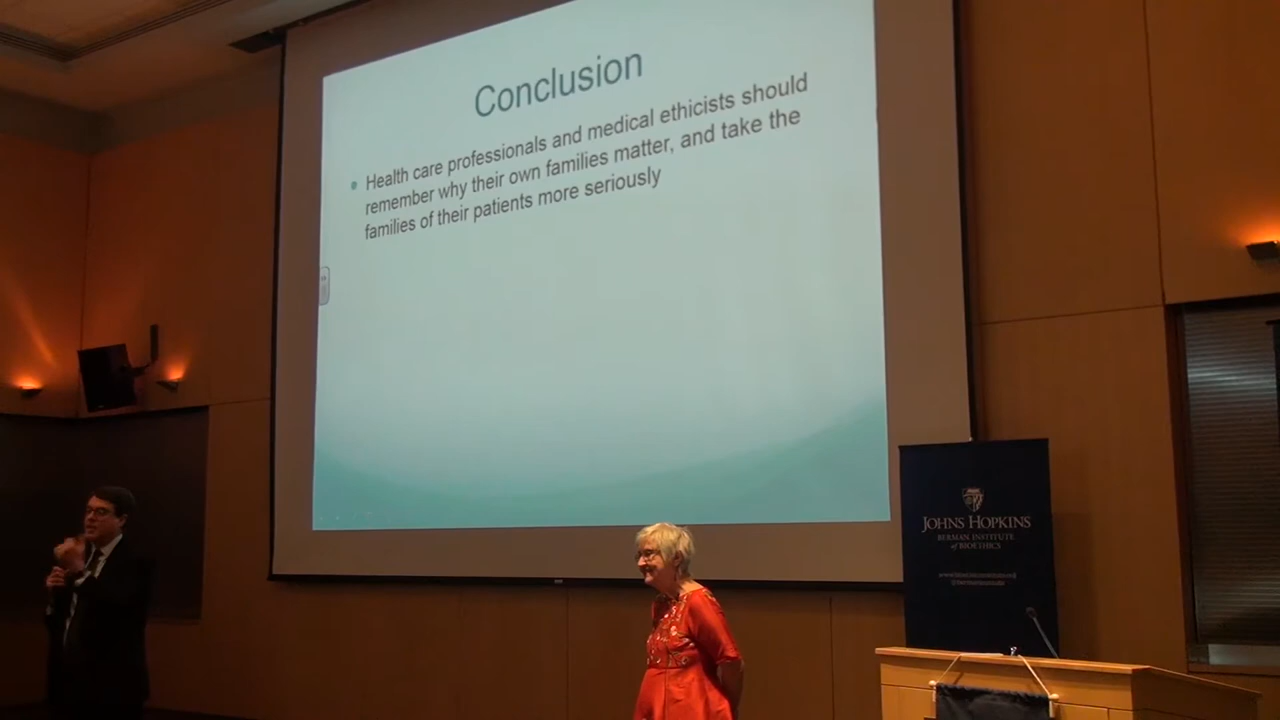 Conclusion
Health care professionals and medical ethicists should
remember why their own families matter, and take the
families of their patients more seriously
JOHNS HOPKINS
BERMAN INSTITUTE
of BIOETHICS